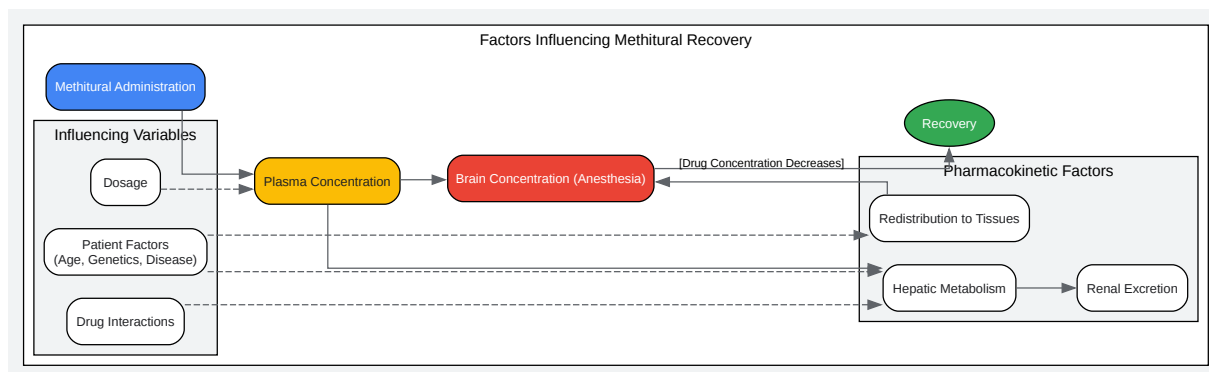 Factors Influencing Methitural Recovery
Methitural Administration
Influencing Variables
Dosage
Patient Factors
(Age, Genetics, Disease)
Drug Interactions
Plasma Concentration
Brain Concentration (Anesthesia)
[Drug Concentration Decreases]
Recovery
Pharmacokinetic Factors
Redistribution to Tissues
Hepatic Metabolism
Renal Excretion